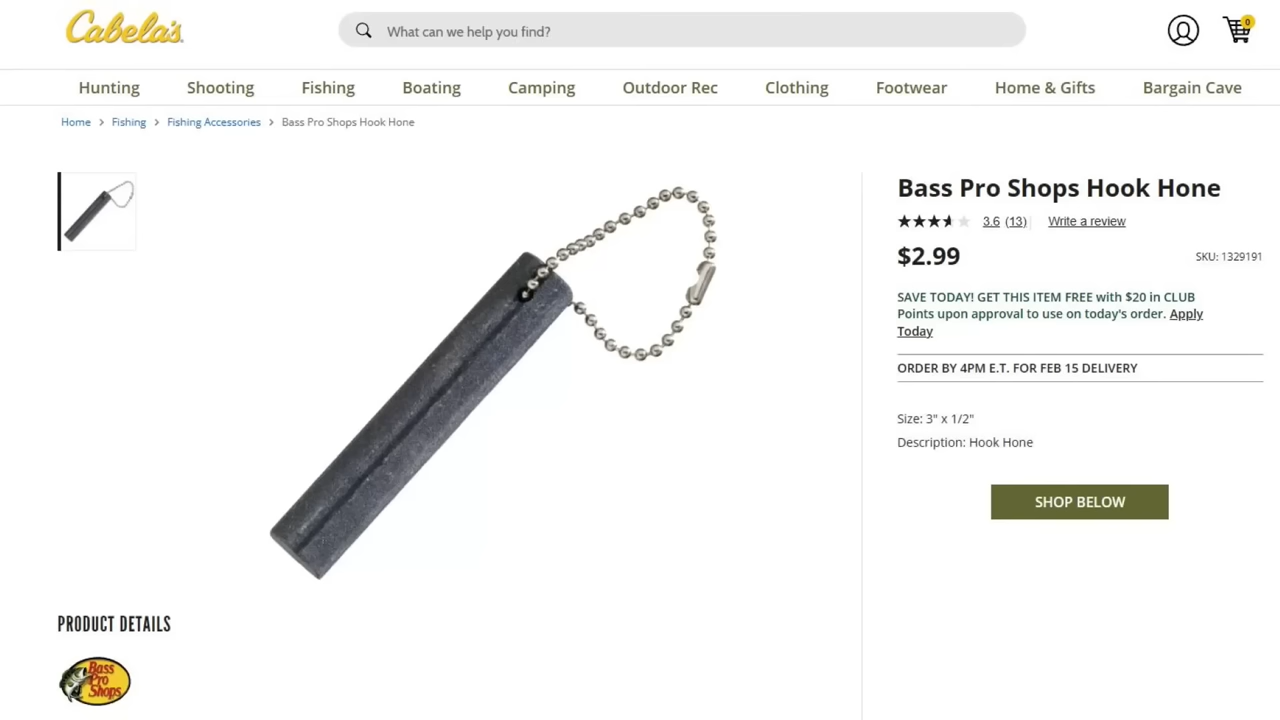 Cabela's
What can we help you find?
0
Hunting
Shooting
Fishing
Boating
Camping
Outdoor Rec
Clothing
Footwear
Home & Gifts
Bargain Cave
Home > Fishing > Fishing Accessories > Bass Pro Shops Hook Hone
Bass Pro Shops Hook Hone
3.6 (13) Write a review
$2.99
SKU: 1329191
SAVE TODAY! GET THIS ITEM FREE with $20 in CLUB
Points upon approval to use on today's order. Apply
Today
ORDER BY 4PM E.T. FOR FEB 15 DELIVERY
Size: 3" x 1/2"
Description: Hook Hone
SHOP BELOW
PRODUCT DETAILS
Bass
Pro
Shops